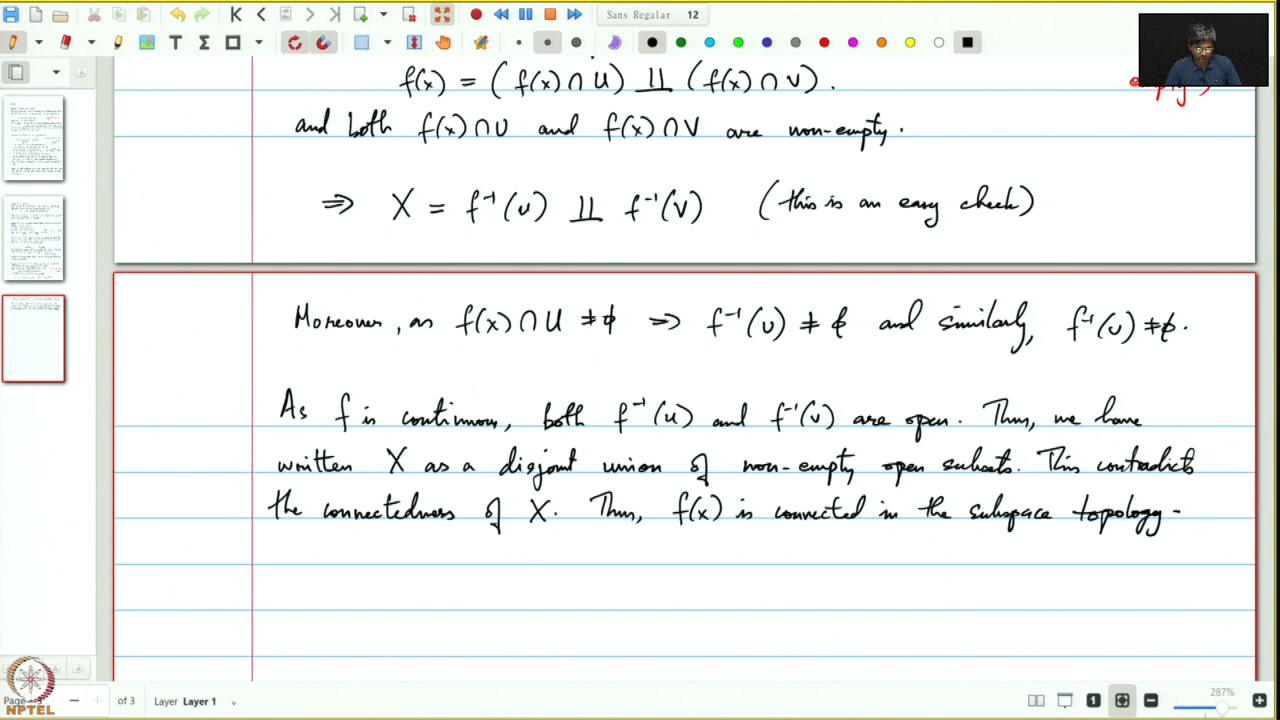 Sans Regular 12
f(x) = (f(x) ∩ U) ⨿ (f(x) ∩ V).
empty)
and both f(x) ∩ U and f(x) ∩ V are non-empty.
⇒ X = f⁻¹(U) ⨿ f⁻¹(V) (this is an easy check)
Moreover, as f(x) ∩ U ≠ ϕ ⇒ f⁻¹(U) ≠ ϕ and similarly, f⁻¹(V) ≠ ϕ.
As f is continuous, both f⁻¹(U) and f⁻¹(V) are open. Thus, we have
written X as a disjoint union of non-empty open subsets. This contradicts
the connectedness of X. Thus, f(x) is connected in the subspace topology.
NPTEL
Page of 3 Layer Layer 1
287%